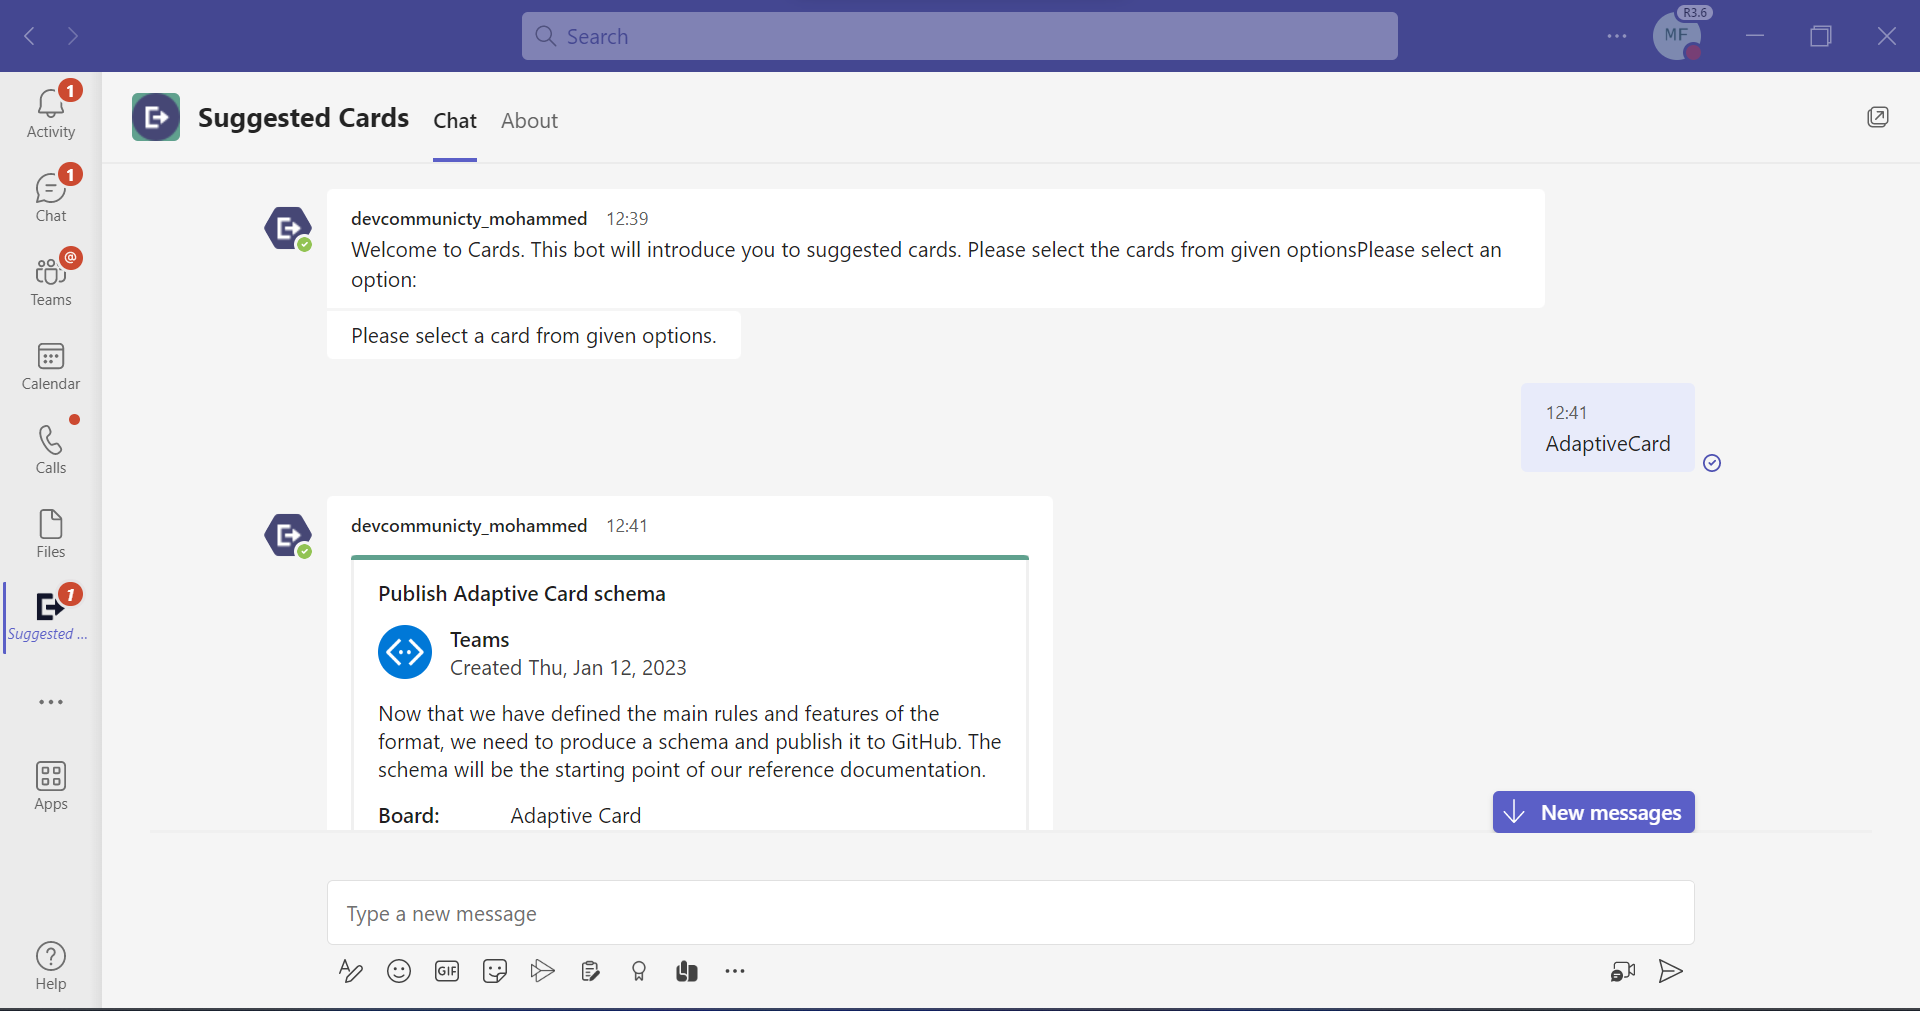 Search
R3.6
MF
1
Activity
1
Chat
@
Teams
Calendar
Calls
Files
1
Suggested ...
Apps
Help
Suggested Cards
Chat
About
devcommunicty_mohammed 12:39
Welcome to Cards. This bot will introduce you to suggested cards. Please select the cards from given optionsPlease select an
option:
Please select a card from given options.
12:41
AdaptiveCard
devcommunicty_mohammed 12:41
Publish Adaptive Card schema
Teams
Created Thu, Jan 12, 2023
Now that we have defined the main rules and features of the
format, we need to produce a schema and publish it to GitHub. The
schema will be the starting point of our reference documentation.
Board: Adaptive Card
New messages
Type a new message
GIF